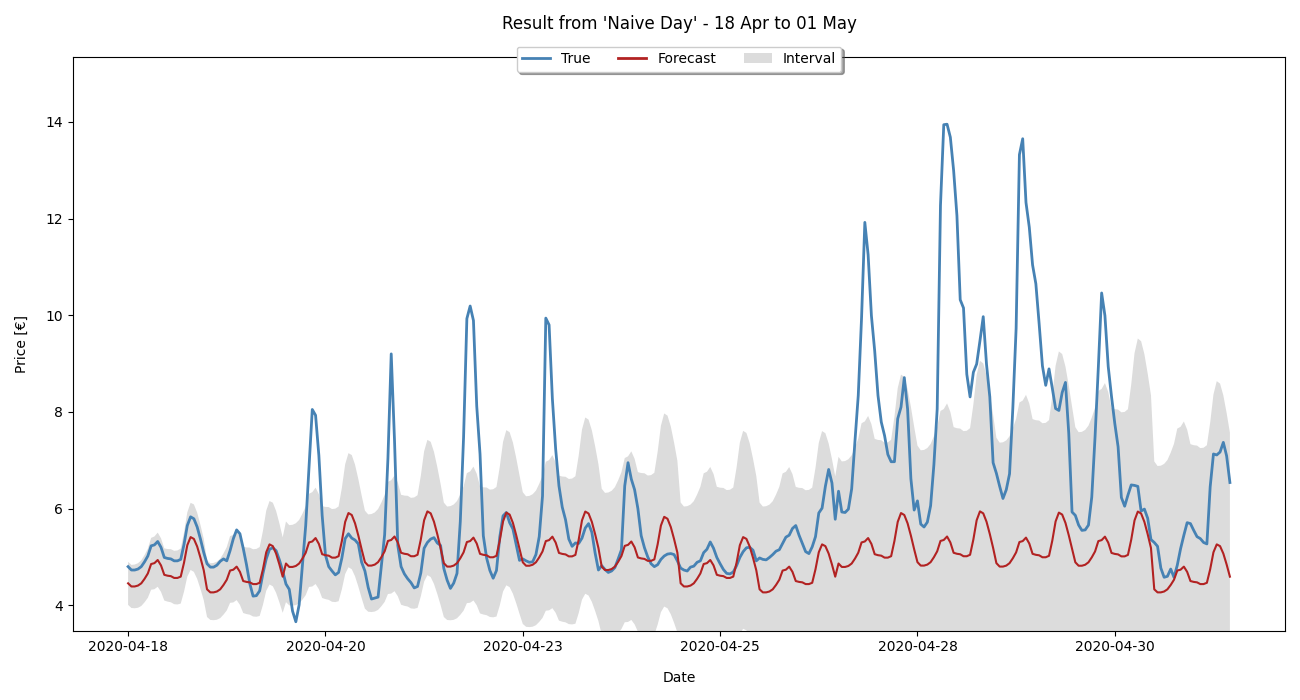 Result from 'Naive Day' - 18 Apr to 01 May
True Forecast Interval
Price [€]
14
12
10
8
6
4
2020-04-18 2020-04-20 2020-04-23 2020-04-25 2020-04-28 2020-04-30
Date